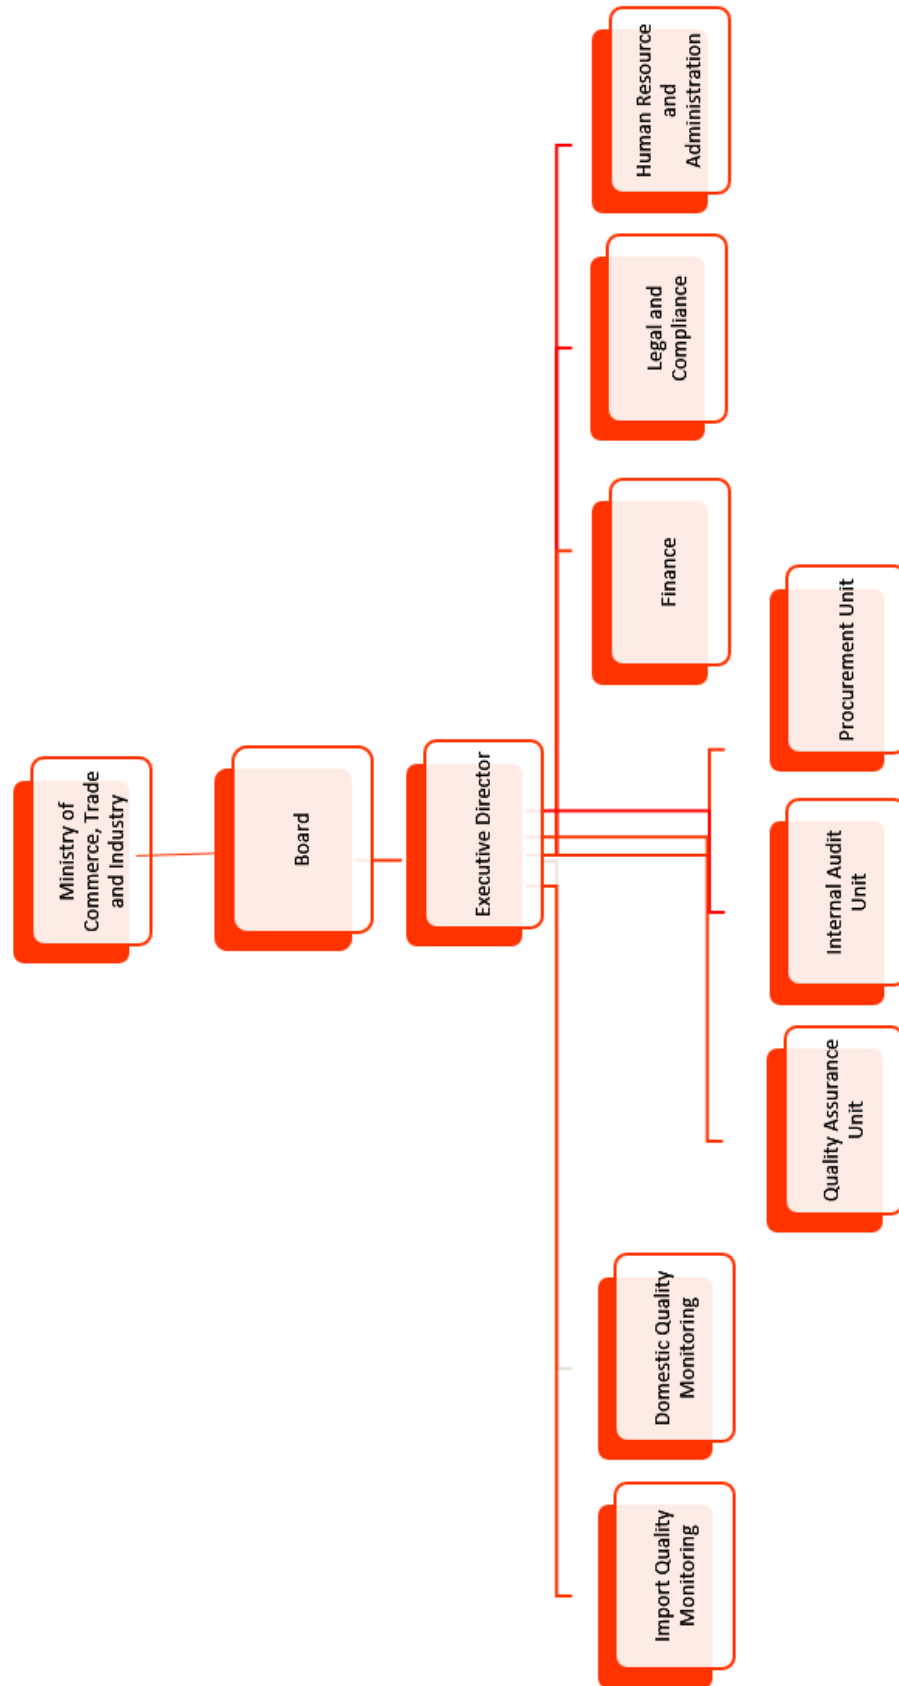 Ministry of
Commerce, Trade
and Industry
Board
Executive Director
Import Quality
Monitoring
Domestic Quality
Monitoring
Finance
Legal and
Compliance
Human Resource
and
Administration
Quality Assurance
Unit
Internal Audit
Unit
Procurement Unit